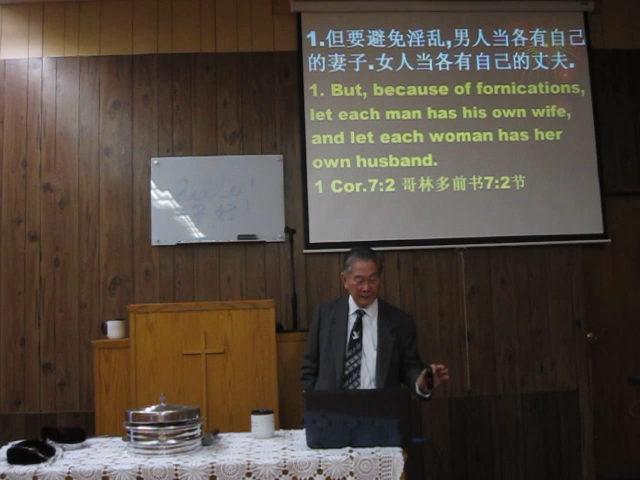 1.但要避免淫乱,男人当各有自己
的妻子.女人当各有自己的丈夫.
1. But, because of fornications,
let each man has his own wife,
and let each woman has her
own husband.
1 Cor.7:2 哥林多前书7:2节